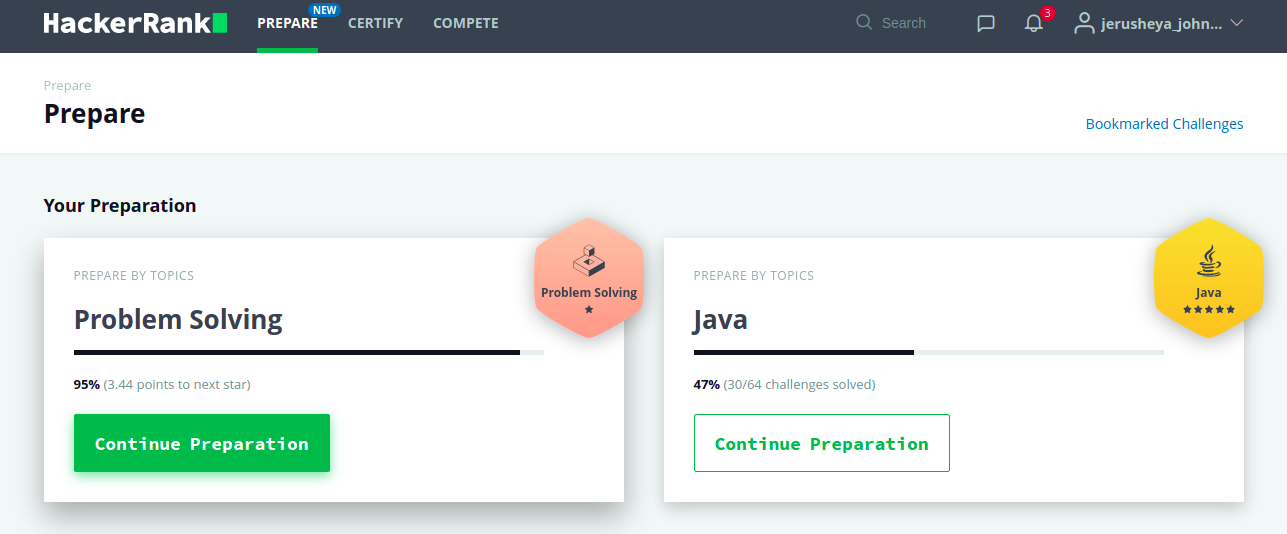 HackerRank PREPARE NEW CERTIFY COMPETE Search 3 jerusheya_john...
Prepare
Prepare
Bookmarked Challenges
Your Preparation
PREPARE BY TOPICS
Problem Solving
95% (3.44 points to next star)
Continue Preparation
Problem Solving
PREPARE BY TOPICS
Java
47% (30/64 challenges solved)
Continue Preparation
Java